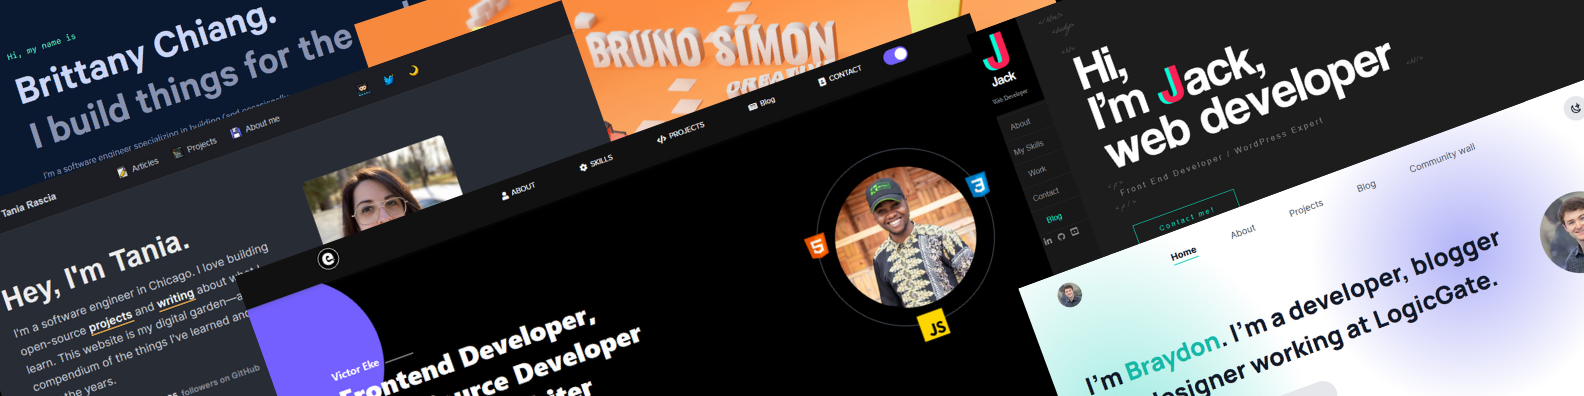 Hi, my name is
Brittany Chiang.
I build things for the
I'm a software engineer specializing in building (and occasionally
Tania Rascia
Articles
Projects
About me
Hey, I'm Tania.
I'm a software engineer in Chicago. I love building
open-source projects and writing about what I
learn. This website is my digital garden—a
compendium of the things I've learned and
the years.
followers on GitHub
BRUNO SIMON
CREATIVE
e
ABOUT
SKILLS
</> PROJECTS
Blog
CONTACT
Victor Eke
Frontend Developer,
urce Developer
iter
5
3
JS
J
Jack
Web Developer
About
My Skills
Work
Contact
Blog
in
Hi,
I'm Jack,
web developer
Front End Developer / WordPress Expert
Contact me!
Home
About
Projects
Blog
Community wall
I'm Braydon. I'm a developer, blogger
designer working at LogicGate.